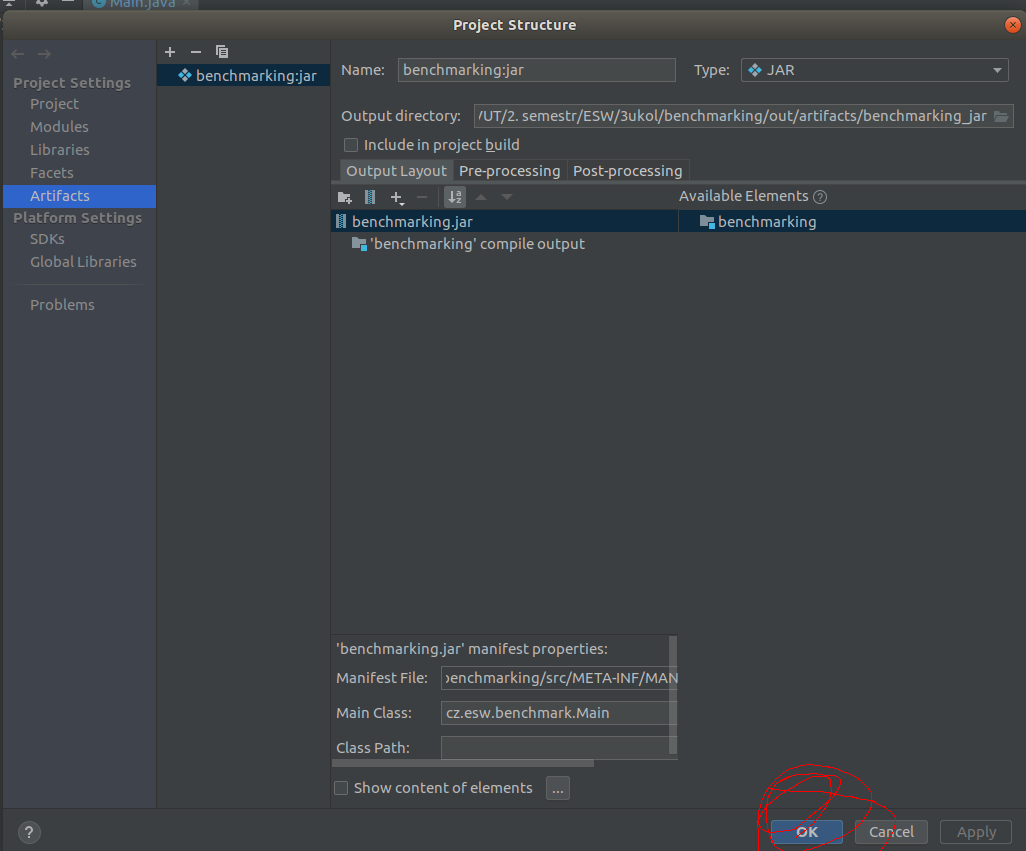 Main.java
Project Structure
Project Settings
Project
Modules
Libraries
Facets
Artifacts
Platform Settings
SDKs
Global Libraries
Problems
benchmarking:jar
Name: benchmarking:jar Type: JAR
Output directory: /UT/2. semestr/ESW/3ukol/benchmarking/out/artifacts/benchmarking_jar
Include in project build
Output Layout Pre-processing Post-processing
Available Elements ?
benchmarking.jar benchmarking
'benchmarking' compile output
'benchmarking.jar' manifest properties:
Manifest File: benchmarking/src/META-INF/MAN
Main Class: cz.esw.benchmark.Main
Class Path:
Show content of elements ...
? OK Cancel Apply